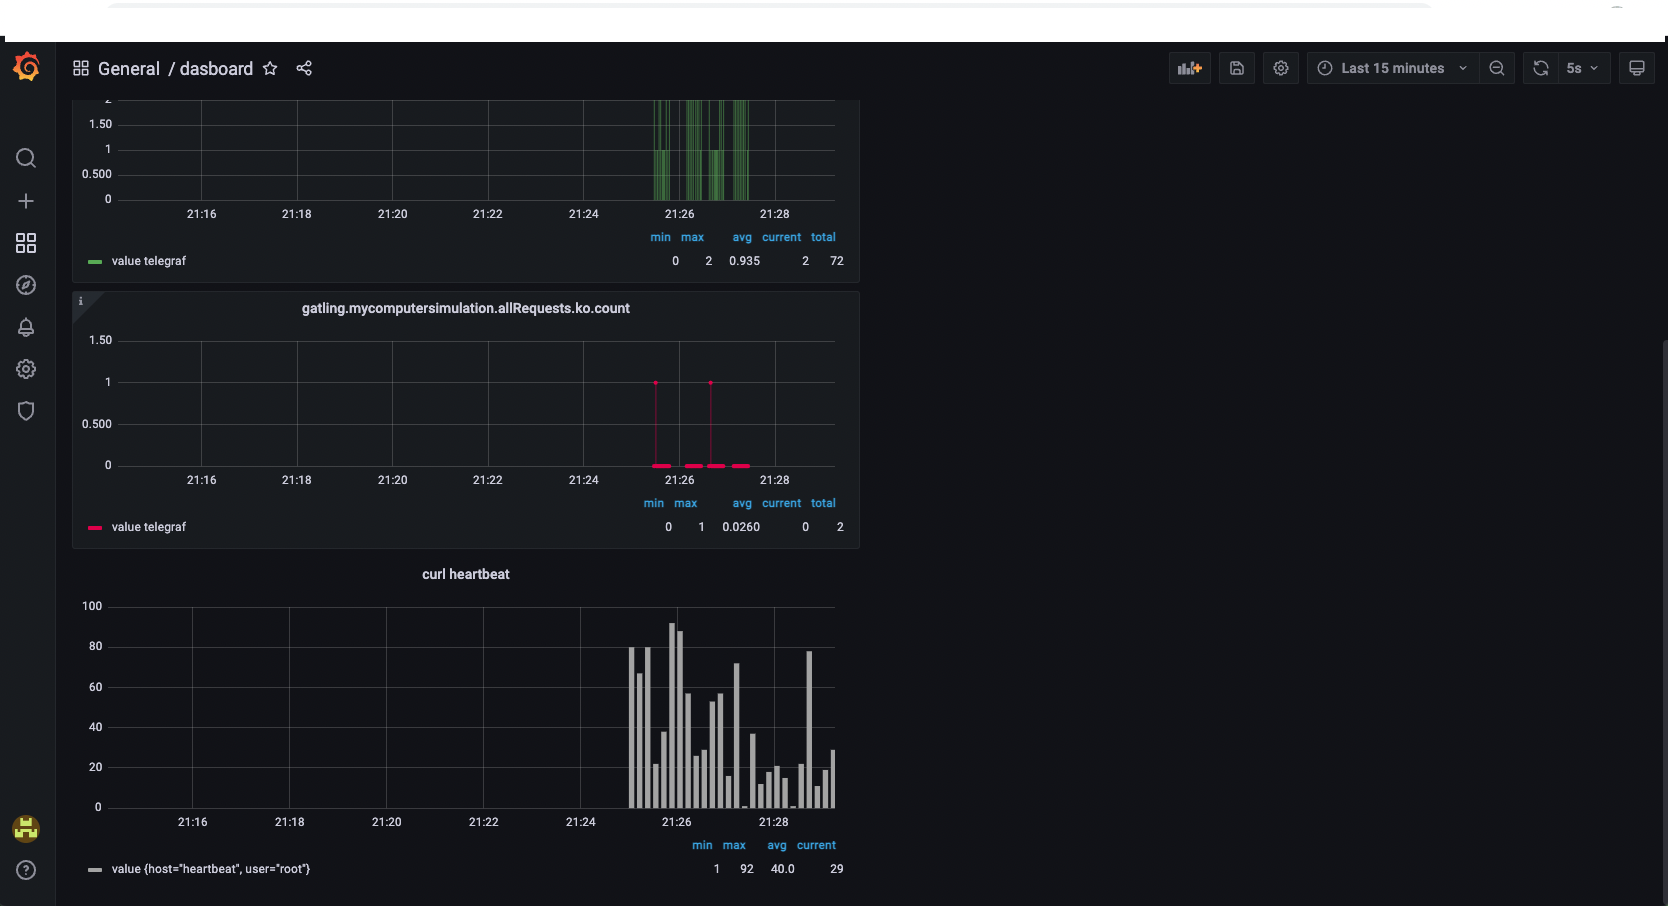 General / dasboard
Last 15 minutes
5s
2
1.50
1
0.500
0
21:16 21:18 21:20 21:22 21:24 21:26 21:28
min max avg current total
value telegraf 0 2 0.935 2 72
i
gatling.mycomputersimulation.allRequests.ko.count
1.50
1
0.500
0
21:16 21:18 21:20 21:22 21:24 21:26 21:28
min max avg current total
value telegraf 0 1 0.0260 0 2
curl heartbeat
100
80
60
40
20
0
21:16 21:18 21:20 21:22 21:24 21:26 21:28
min max avg current
value {host="heartbeat", user="root"} 1 92 40.0 29